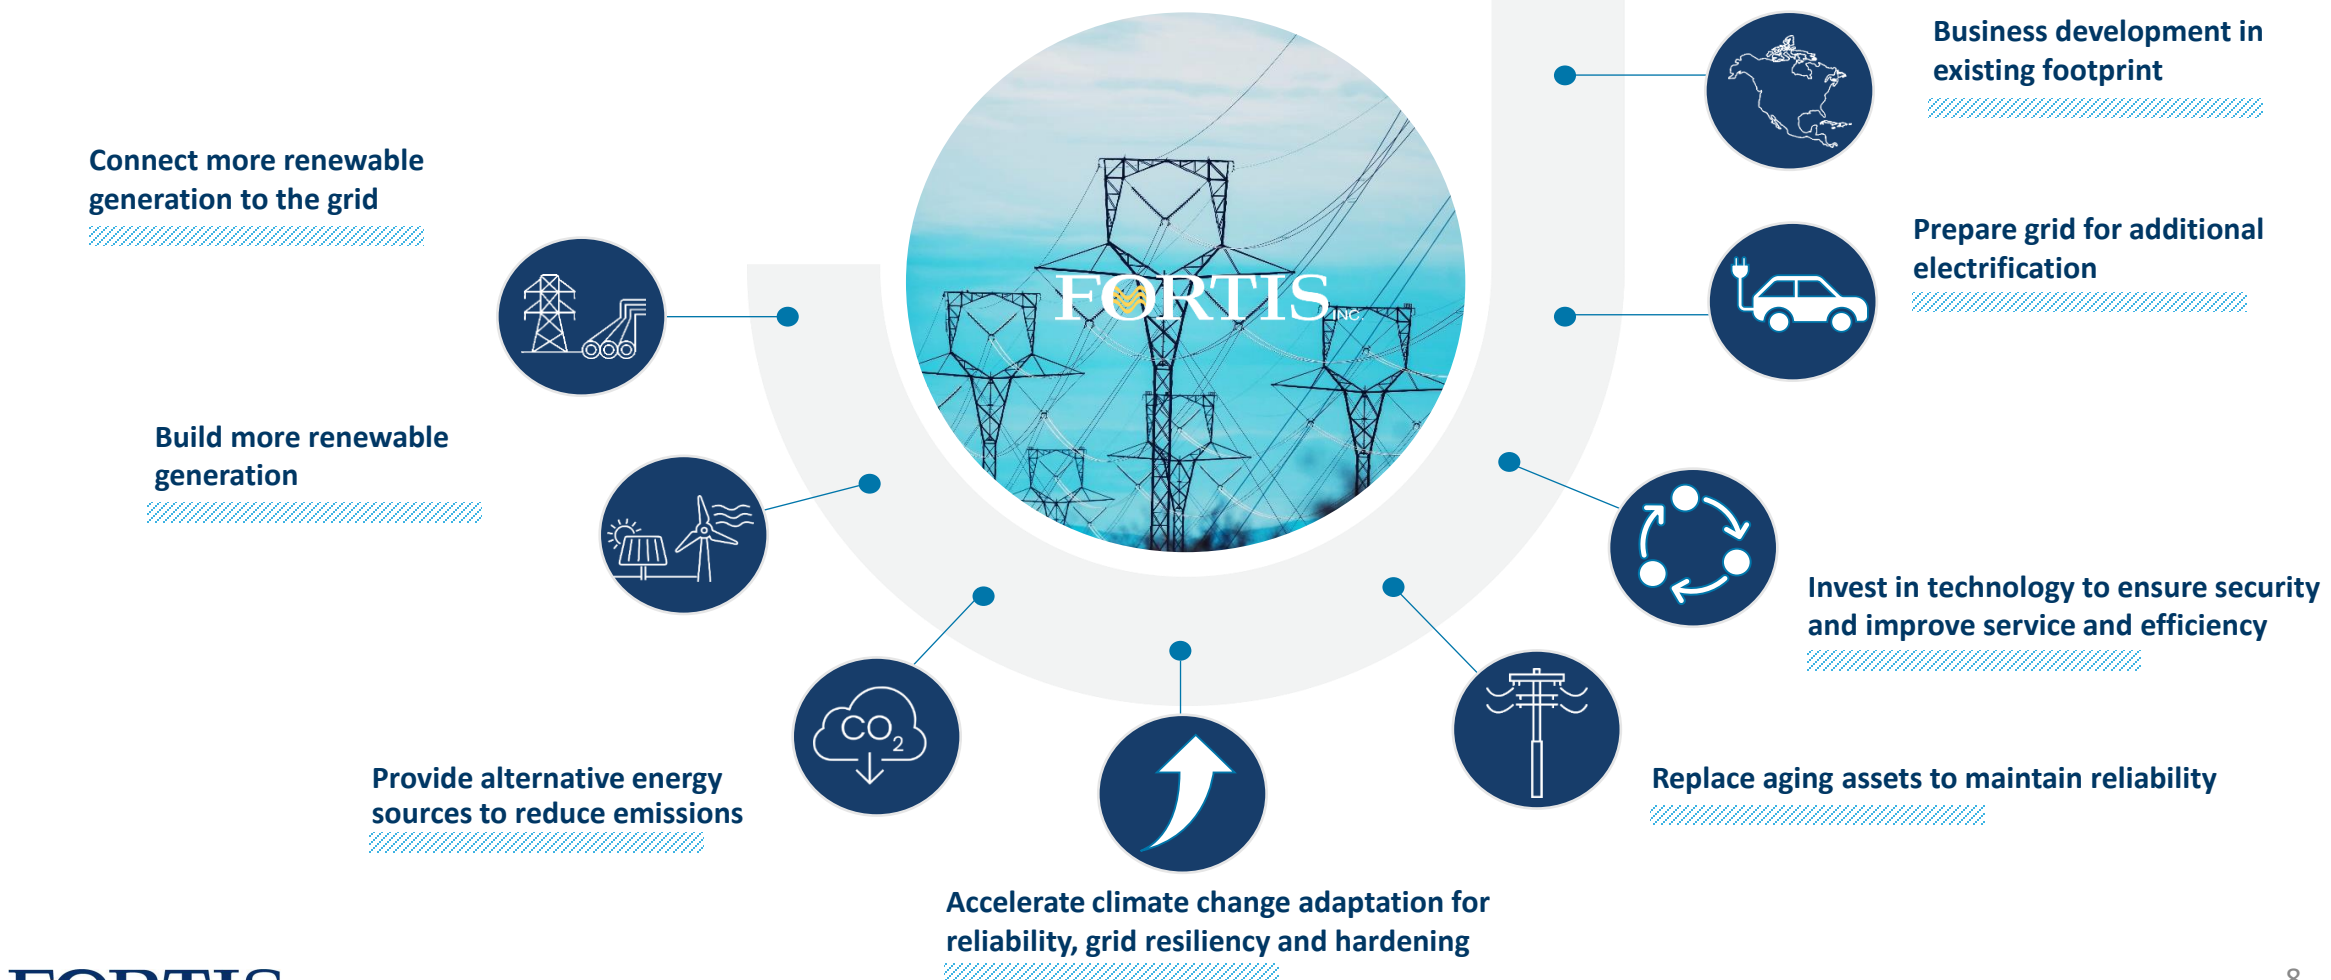 Business development in
existing footprint
Connect more renewable
generation to the grid
Prepare grid for additional
electrification
FORTIS INC.
Build more renewable
generation
Invest in technology to ensure security
and improve service and efficiency
CO2
Provide alternative energy
sources to reduce emissions
Replace aging assets to maintain reliability
Accelerate climate change adaptation for
reliability, grid resiliency and hardening
FORTIS
8